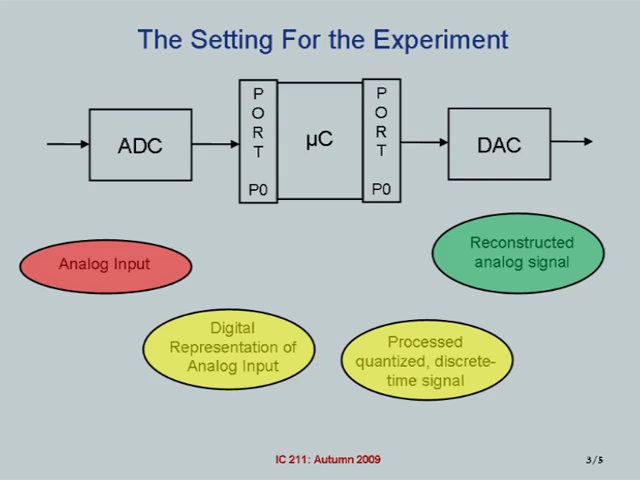 The Setting For the Experiment
ADC
P
O
R
T
P0
µC
P
O
R
T
P0
DAC
Analog Input
Digital
Representation of
Analog Input
Processed
quantized, discrete-
time signal
Reconstructed
analog signal
IC 211: Autumn 2009
3/5